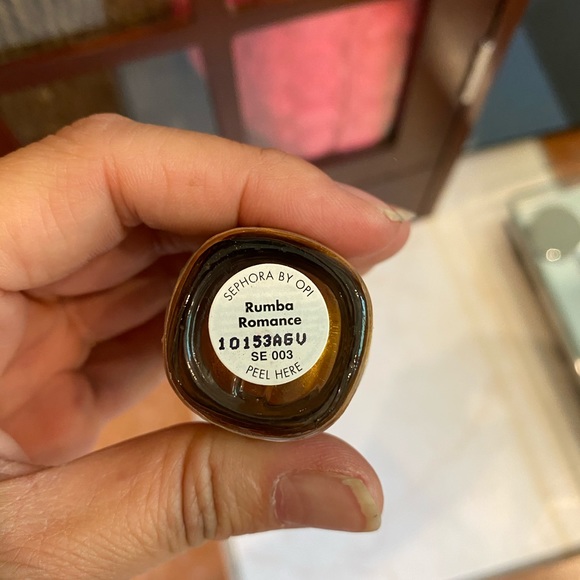 SEPHORA BY OPI
Rumba
Romance
10153AGV
SE 003
PEEL HERE